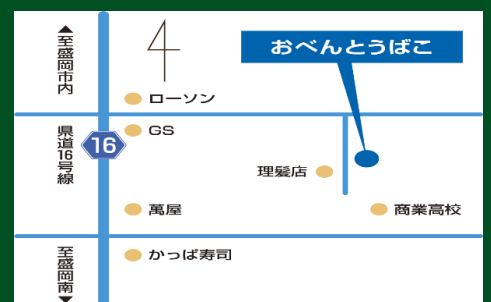 ▲至盛岡市内
おべんとうばこ
ローソン
県道16号線
16
GS
理髪店
萬屋
商業高校
至盛岡南▼
かっぱ寿司